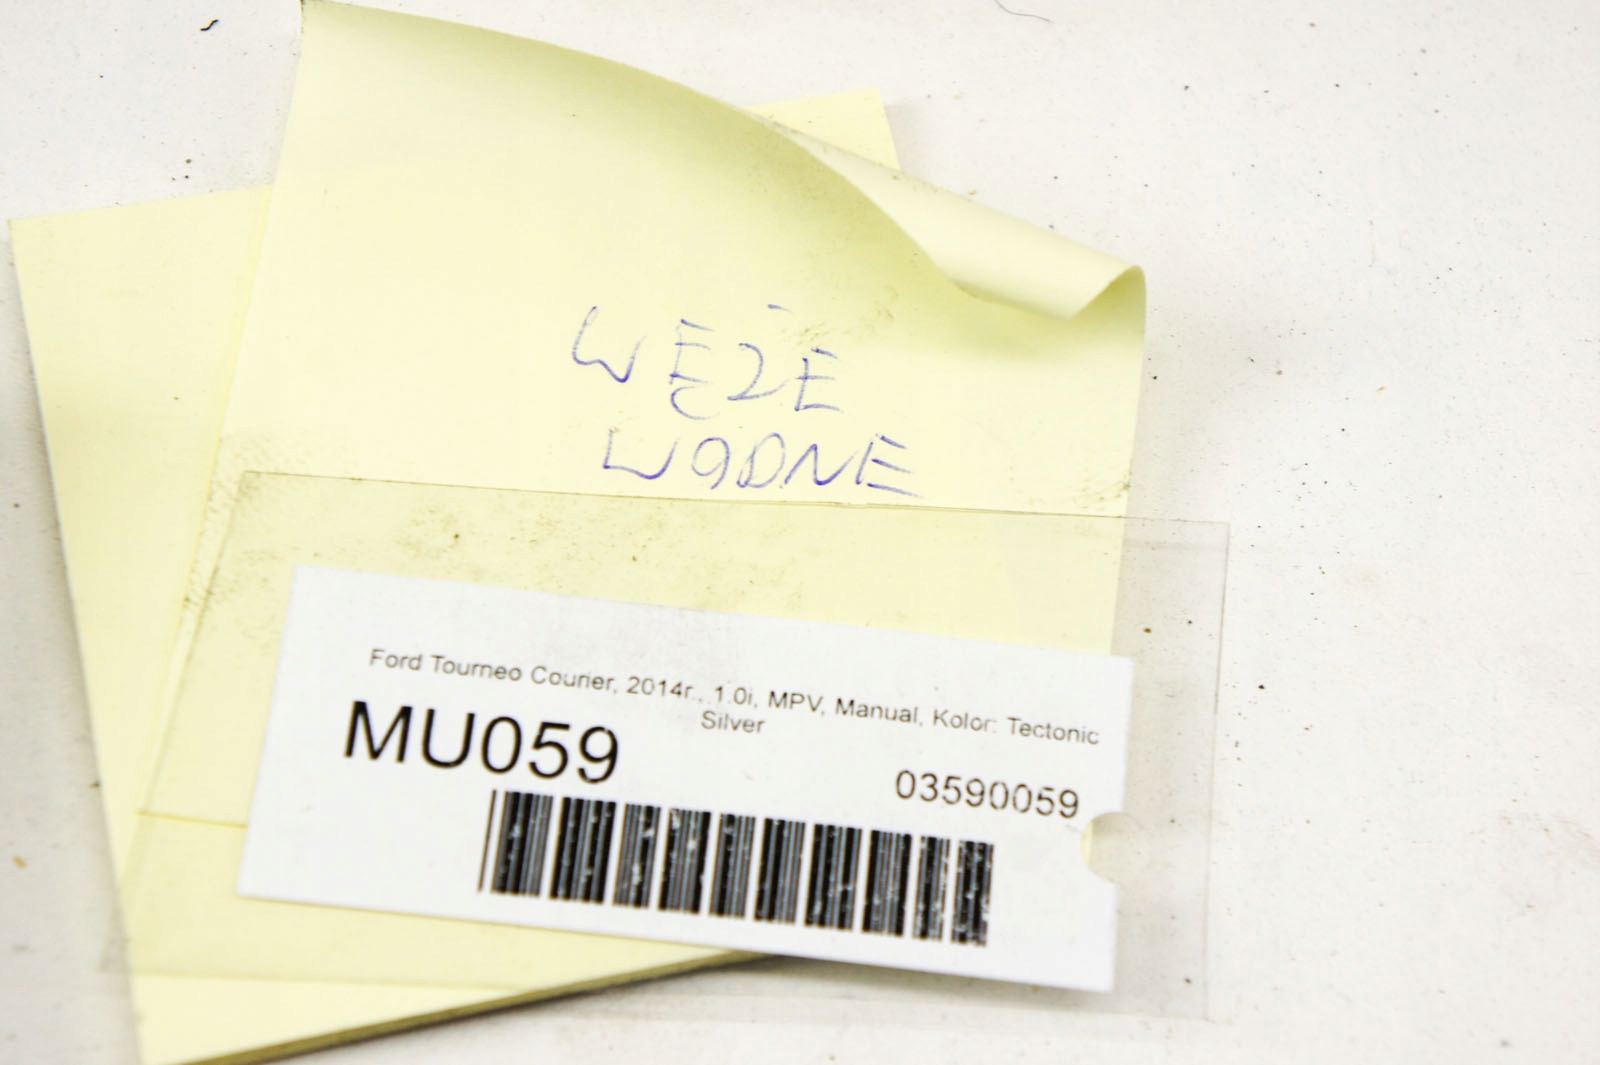 WĘŻE
WODNE
Ford Tourneo Courier, 2014r., 1.0i, MPV, Manual, Kolor: Tectonic
Silver
MU059
03590059